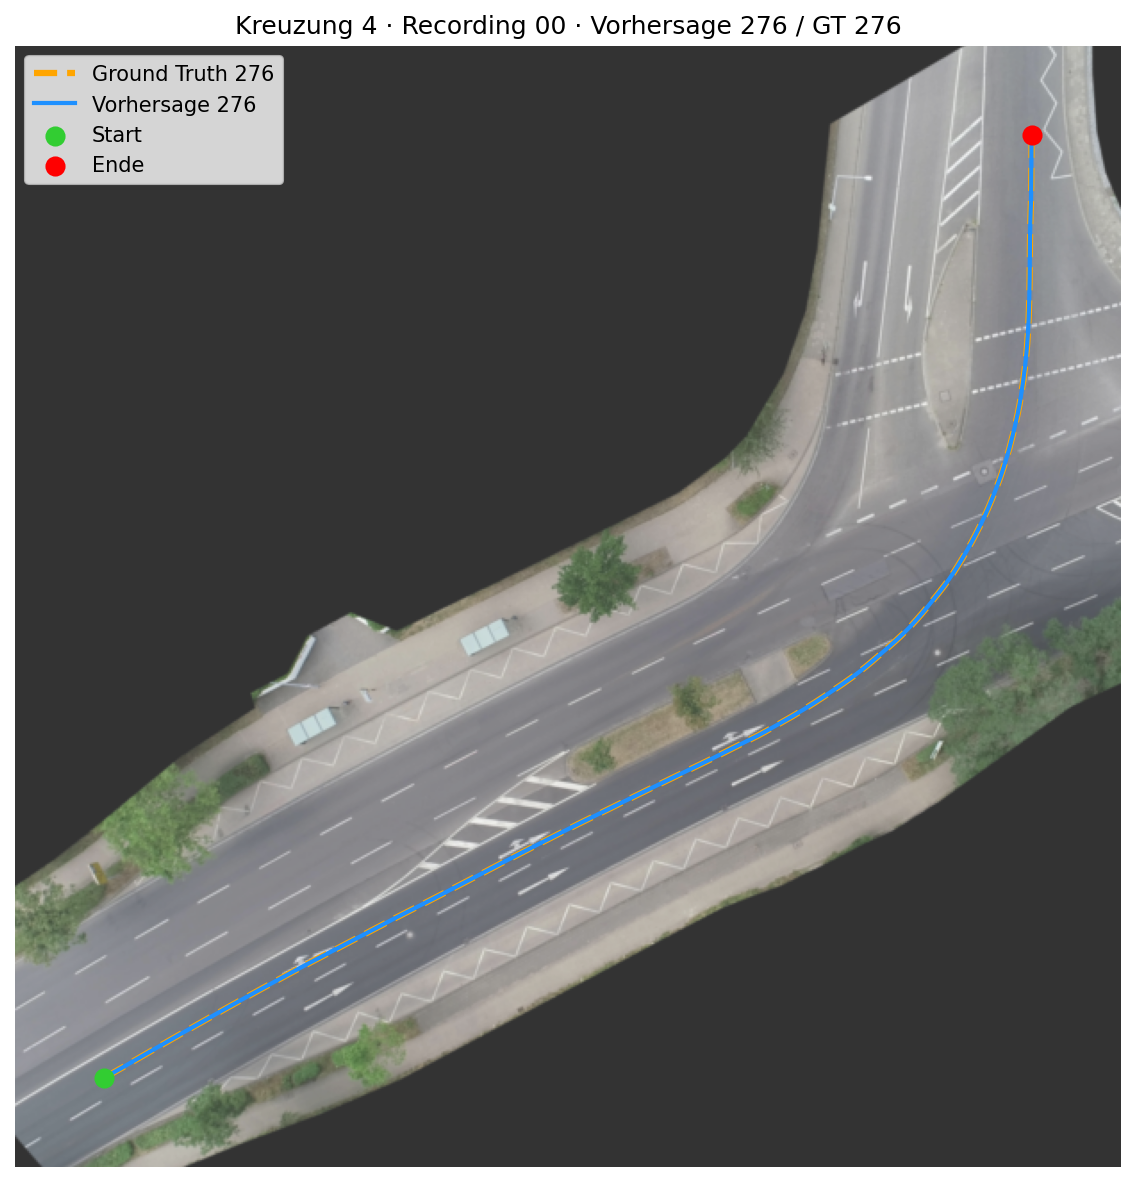 Kreuzung 4 · Recording 00 · Vorhersage 276 / GT 276
Ground Truth 276
Vorhersage 276
Start
Ende